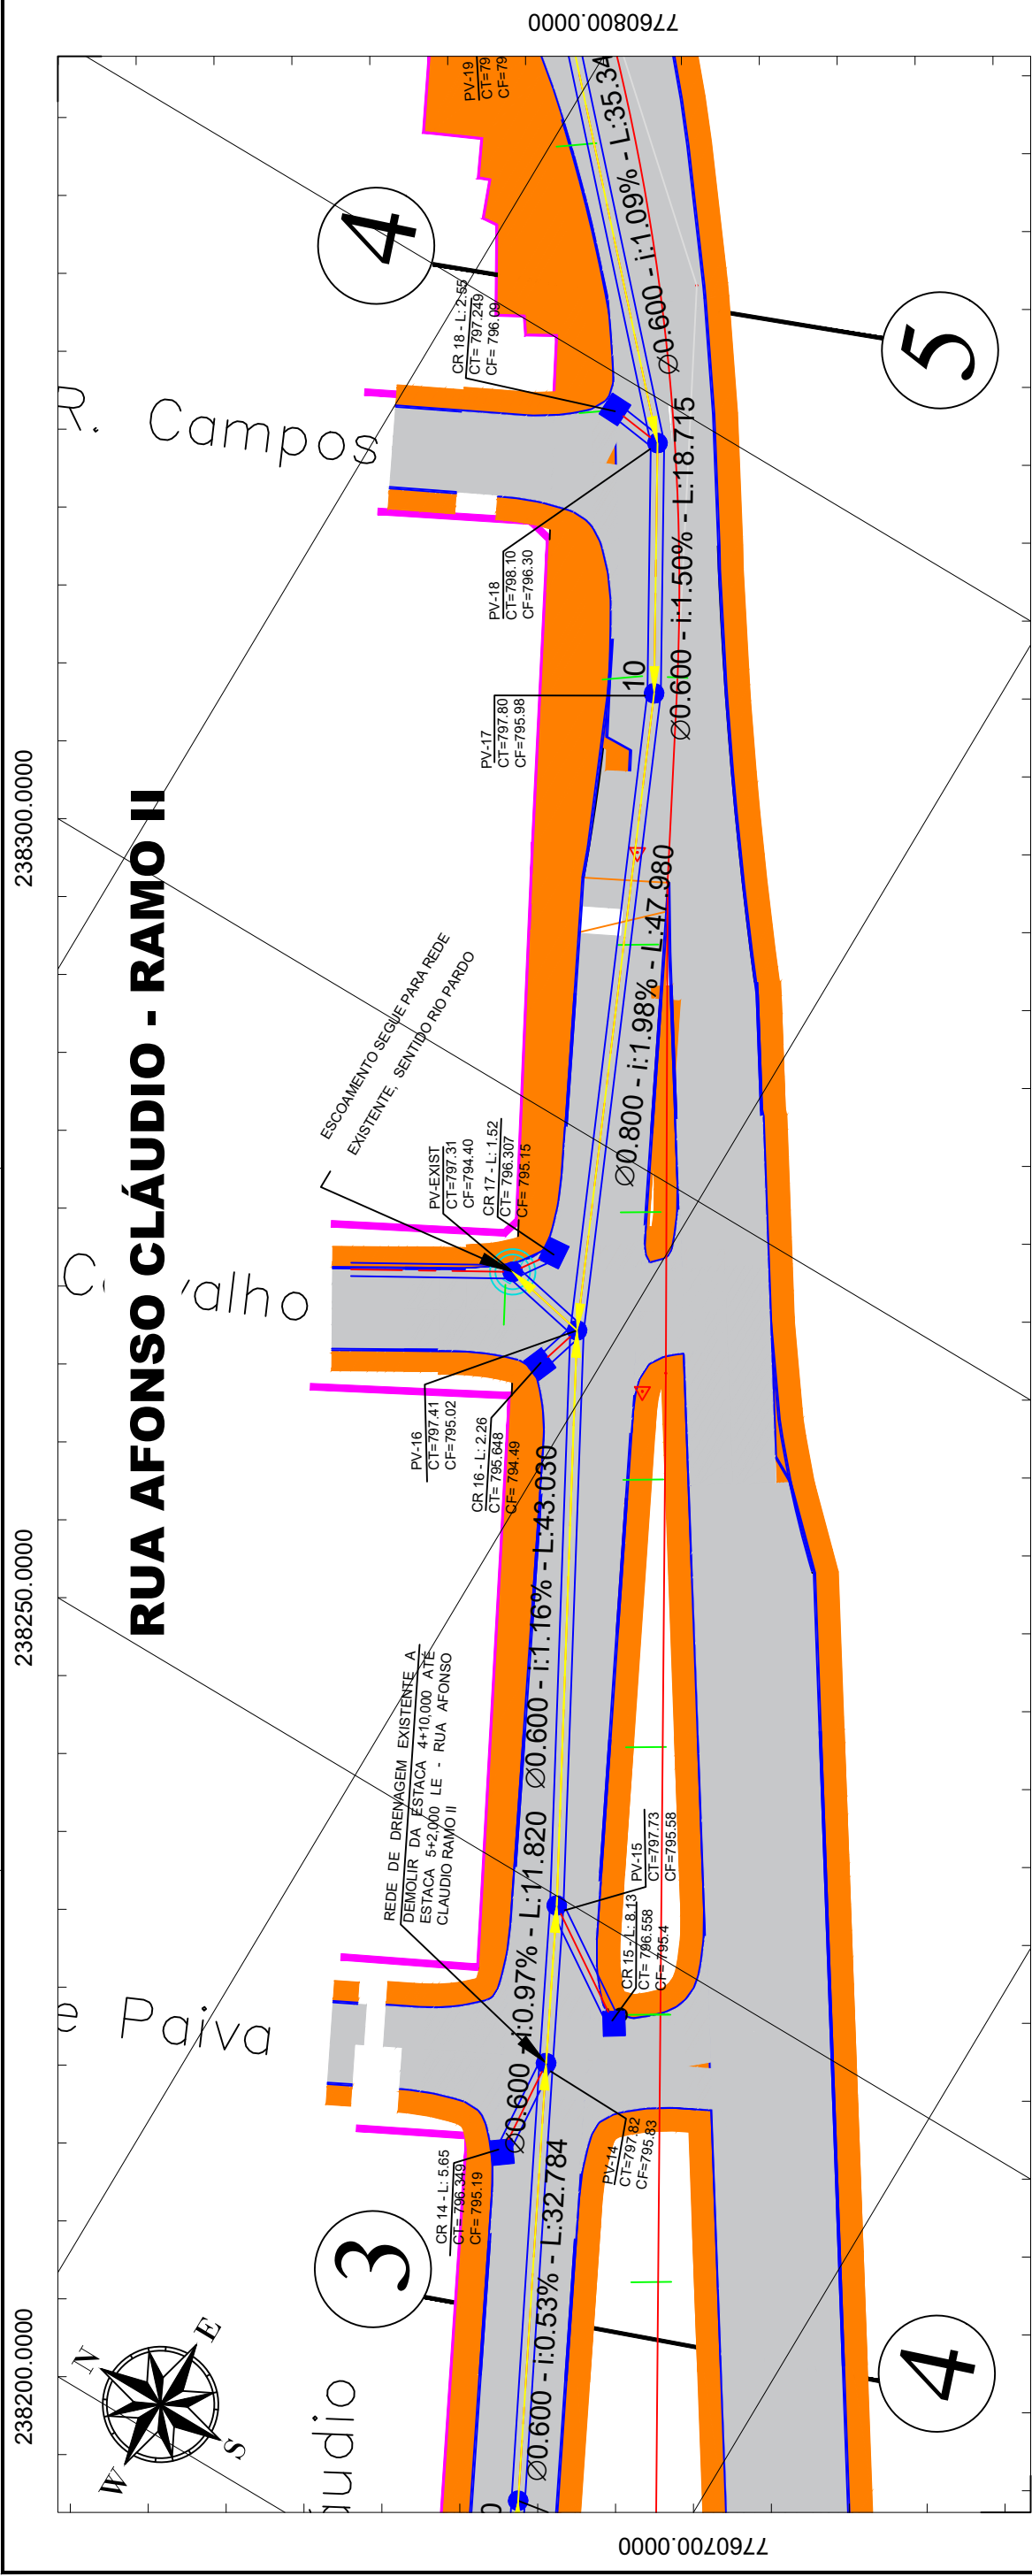 RUA AFONSO CLÁUDIO - RAMO II
238200.0000
238250.0000
238300.0000
7760700.0000
7760800.0000
N
E
S
W
3
4
4
5
áudio
e Paiva
alho
R. Campos
CR 14 - L: 5.65
CT= 796.349
CF= 795.19
Ø0.600 - i:0.53% - L:32.784
PV-14
CT=797.82
CF=795.83
REDE DE DRENAGEM EXISTENTE A
DEMOLIR DA ESTACA 4+10,000 ATÉ
ESTACA 5+2,000 LE - RUA AFONSO
CLAUDIO RAMO II
Ø0.600 - i:0.97% - L:11.820
CR 15 - L: 8.13
CT= 796.558
CF= 795.4
PV-15
CT=797.73
CF=795.58
Ø0.600 - i:1.16% - L:43.030
PV-16
CT=797.41
CF=795.02
CR 16 - L: 2.26
CT= 795.648
CF= 794.49
ESCOAMENTO SEGUE PARA REDE
EXISTENTE, SENTIDO RIO PARDO
PV-EXIST
CT=797.31
CF=794.40
CR 17 - L: 1.52
CT= 796.307
CF= 795.15
Ø0.800 - i:1.98% - L:47.980
PV-17
CT=797.80
CF=795.98
10
Ø0.600 - i:1.50% - L:18.715
PV-18
CT=798.10
CF=796.30
CR 18 - L: 2.55
CT= 797.249
CF= 796.09
Ø0.600 - i:1.09% - L:35.34
PV-19
CT=79
CF=79